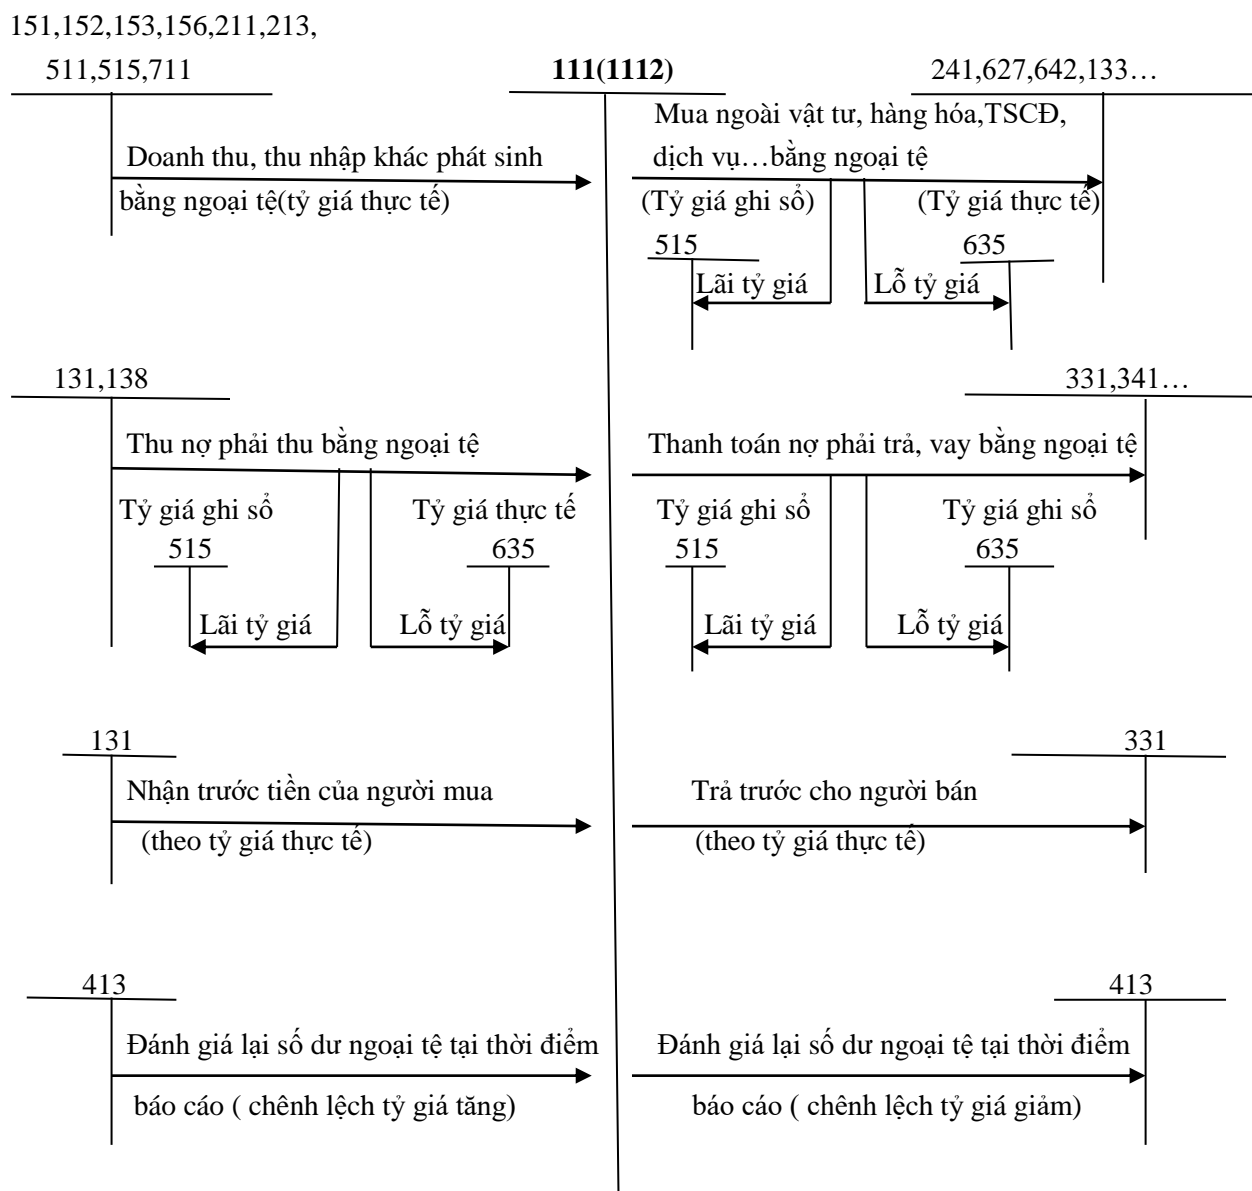 151,152,153,156,211,213,
511,515,711
111(1112)
241,627,642,133…
Mua ngoài vật tư, hàng hóa,TSCĐ,
Doanh thu, thu nhập khác phát sinh
dịch vụ…bằng ngoại tệ
bằng ngoại tệ(tỷ giá thực tế)
(Tỷ giá ghi sổ)
(Tỷ giá thực tế)
515
635
Lãi tỷ giá
Lỗ tỷ giá
131,138
331,341…
Thu nợ phải thu bằng ngoại tệ
Thanh toán nợ phải trả, vay bằng ngoại tệ
Tỷ giá ghi sổ
Tỷ giá thực tế
Tỷ giá ghi sổ
Tỷ giá ghi sổ
515
635
515
635
Lãi tỷ giá
Lỗ tỷ giá
Lãi tỷ giá
Lỗ tỷ giá
131
331
Nhận trước tiền của người mua
Trả trước cho người bán
(theo tỷ giá thực tế)
(theo tỷ giá thực tế)
413
413
Đánh giá lại số dư ngoại tệ tại thời điểm
Đánh giá lại số dư ngoại tệ tại thời điểm
báo cáo ( chênh lệch tỷ giá tăng)
báo cáo ( chênh lệch tỷ giá giảm)